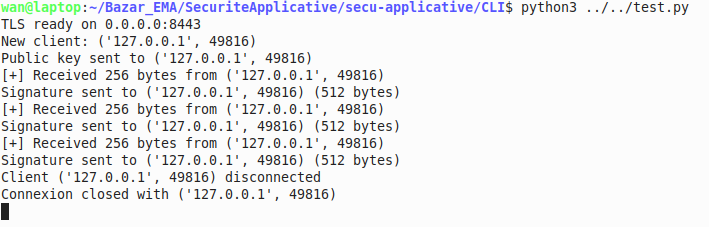 wan@laptop:~/Bazar_EMA/SecuriteApplicative/secu-applicative/CLI$ python3 ../../test.py
TLS ready on 0.0.0.0:8443
New client: ('127.0.0.1', 49816)
Public key sent to ('127.0.0.1', 49816)
[+] Received 256 bytes from ('127.0.0.1', 49816)
Signature sent to ('127.0.0.1', 49816) (512 bytes)
[+] Received 256 bytes from ('127.0.0.1', 49816)
Signature sent to ('127.0.0.1', 49816) (512 bytes)
[+] Received 256 bytes from ('127.0.0.1', 49816)
Signature sent to ('127.0.0.1', 49816) (512 bytes)
Client ('127.0.0.1', 49816) disconnected
Connexion closed with ('127.0.0.1', 49816)